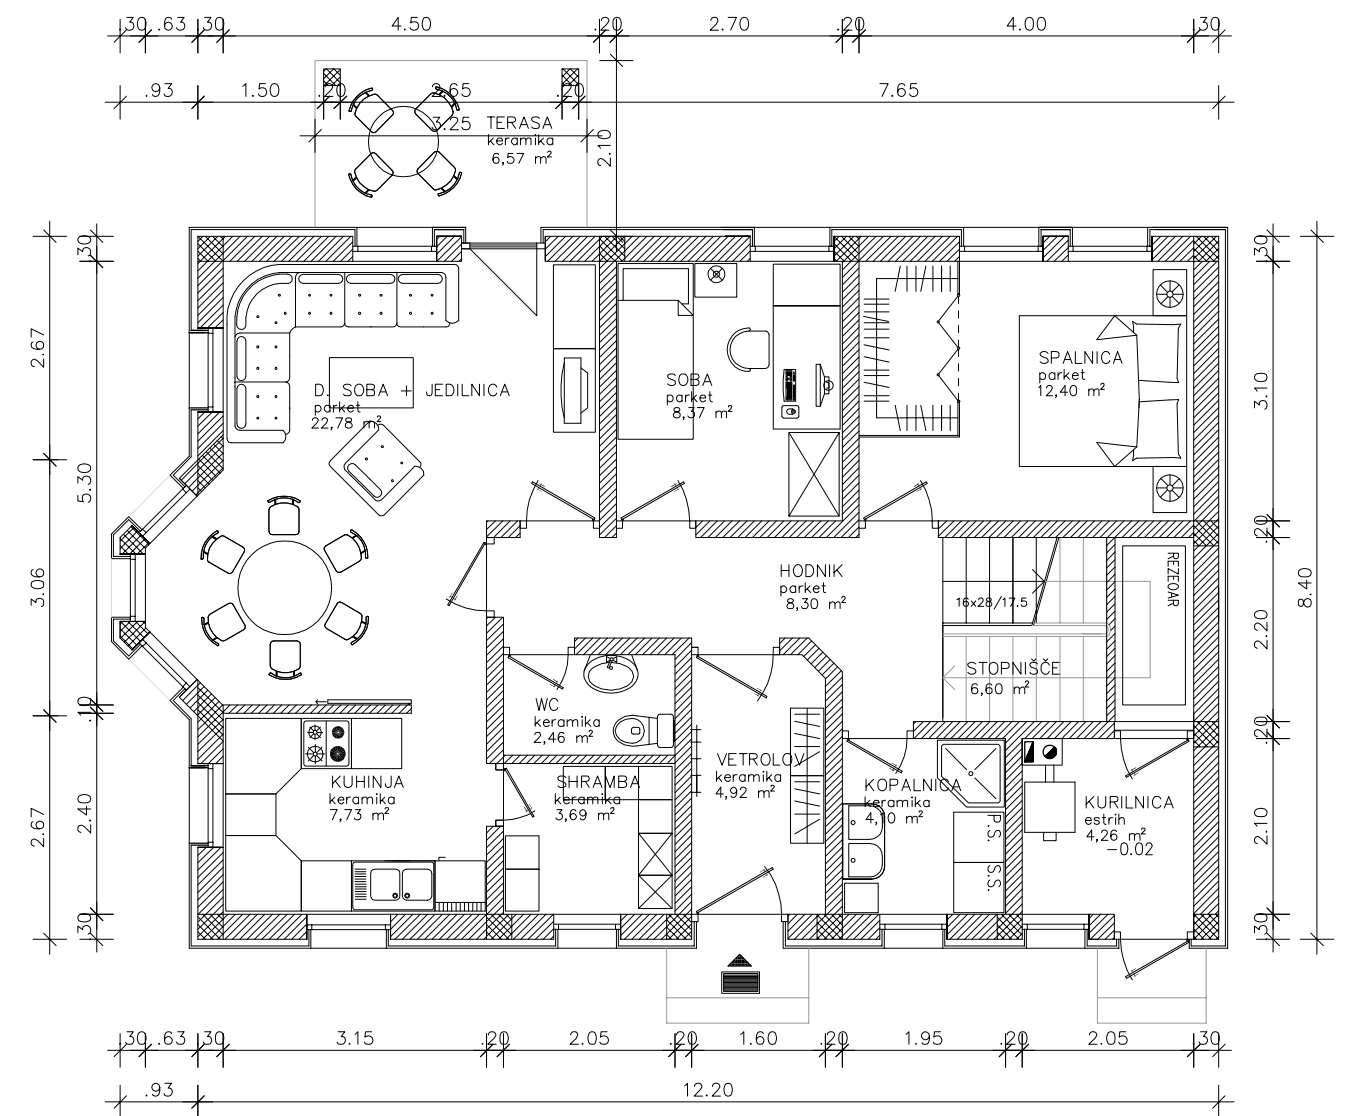 .30 .63 .30 4.50 .20 2.70 .20 4.00 .30
.93 1.50 .20 2.65 .20 7.65
3.25
2.10
TERASA
keramika
6,57 m²
.30
2.67
5.30
3.06
.10
2.40
2.67
.30
D. SOBA + JEDILNICA
parket
22,78 m²
SOBA
parket
8,37 m²
SPALNICA
parket
12,40 m²
HODNIK
parket
8,30 m²
16x28/17.5
REZEOAR
STOPNIŠČE
6,60 m²
WC
keramika
2,46 m²
KUHINJA
keramika
7,73 m²
SHRAMBA
keramika
3,69 m²
VETROLOV
keramika
4,92 m²
KOPALNICA
keramika
4,10 m²
P.S.
S.S.
KURILNICA
estrih
4,26 m²
-0.02
.30
3.10
.20
2.20
.20
2.10
.30
8.40
.30 .63 .30 3.15 .20 2.05 .20 1.60 .20 1.95 .20 2.05 .30
.93 12.20